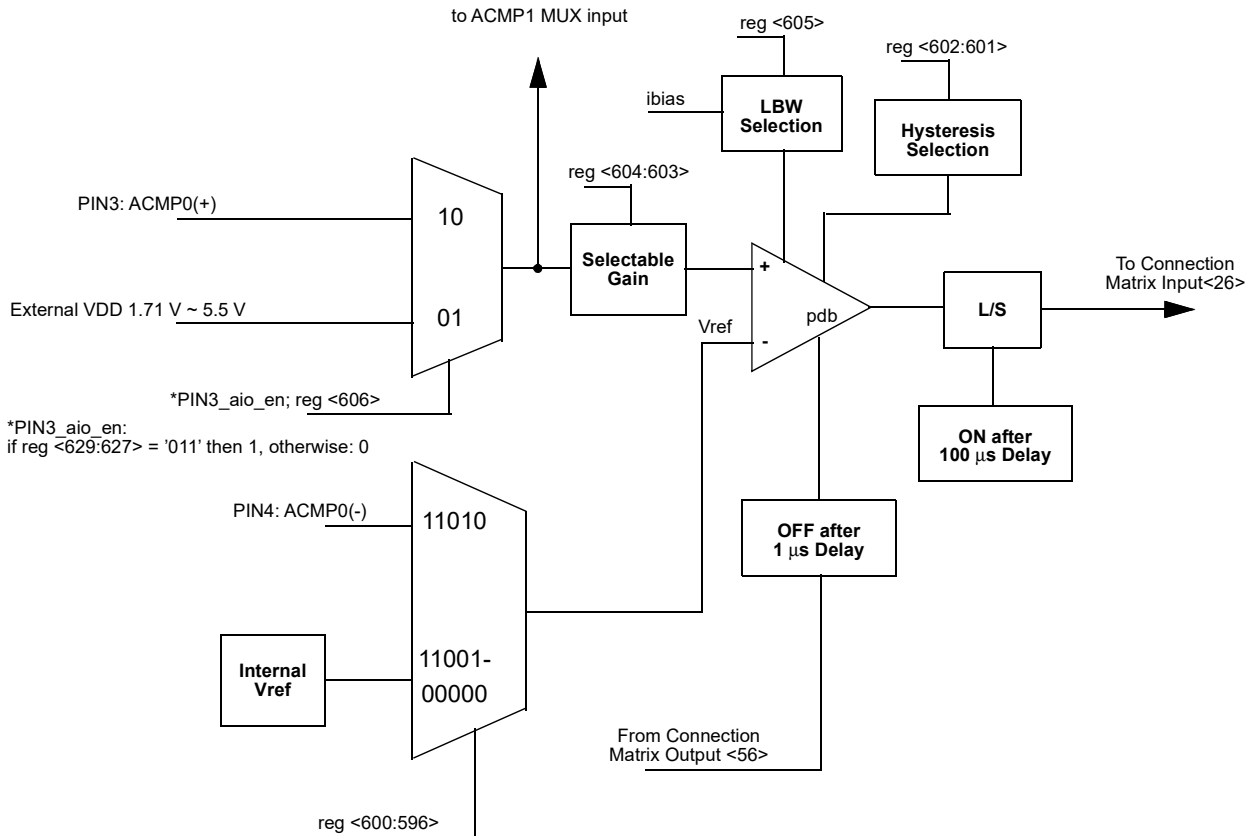 to ACMP1 MUX input
reg <605>
reg <602:601>
ibias
LBW
Selection
Hysteresis
Selection
reg <604:603>
PIN3: ACMP0(+)
10
Selectable
Gain
+
To Connection
Matrix Input<26>
External VDD 1.71 V ~ 5.5 V
01
Vref
-
pdb
L/S
*PIN3_aio_en; reg <606>
*PIN3_aio_en:
if reg <629:627> = ’011’ then 1, otherwise: 0
ON after
100 μs Delay
PIN4: ACMP0(-)
11010
OFF after
1 μs Delay
Internal
Vref
11001-
00000
From Connection
Matrix Output <56>
reg <600:596>